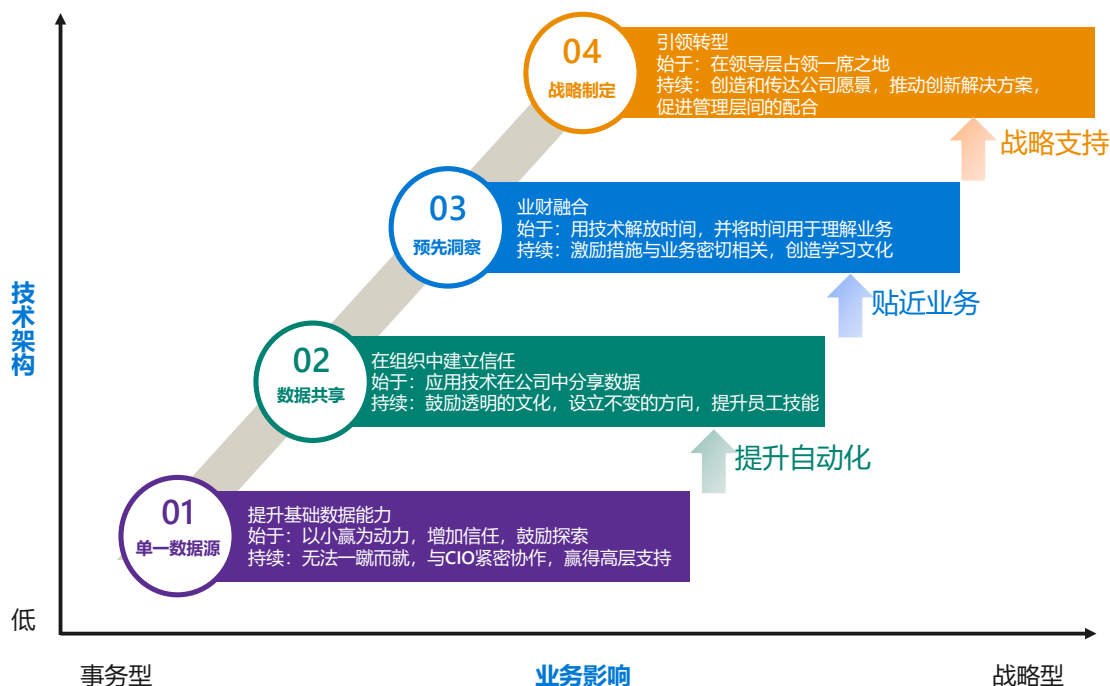 04
战略制定
引领转型
始于：在领导层占领一席之地
持续：创造和传达公司愿景，推动创新解决方案，
促进管理层间的配合
战略支持
03
预先洞察
业财融合
始于：用技术解放时间，并将时间用于理解业务
持续：激励措施与业务密切相关，创造学习文化
贴近业务
技术架构
02
数据共享
在组织中建立信任
始于：应用技术在公司中分享数据
持续：鼓励透明的文化，设立不变的方向，提升员工技能
提升自动化
01
单一数据源
提升基础数据能力
始于：以小赢为动力，增加信任，鼓励探索
持续：无法一蹴而就，与CIO紧密协作，赢得高层支持
低
事务型
业务影响
战略型